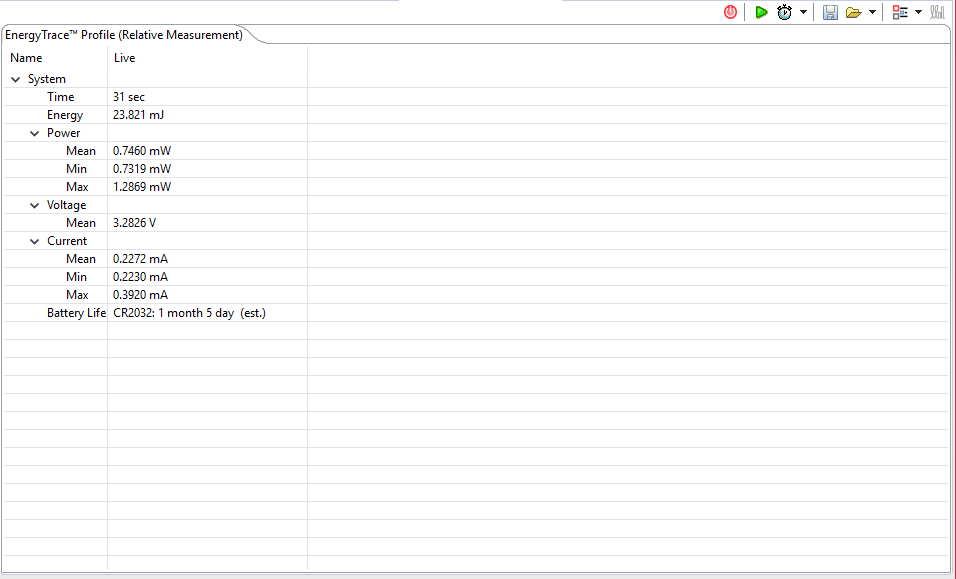 EnergyTrace™ Profile (Relative Measurement)
Name Live
System
Time 31 sec
Energy 23.821 mJ
Power
Mean 0.7460 mW
Min 0.7319 mW
Max 1.2869 mW
Voltage
Mean 3.2826 V
Current
Mean 0.2272 mA
Min 0.2230 mA
Max 0.3920 mA
Battery Life CR2032: 1 month 5 day (est.)